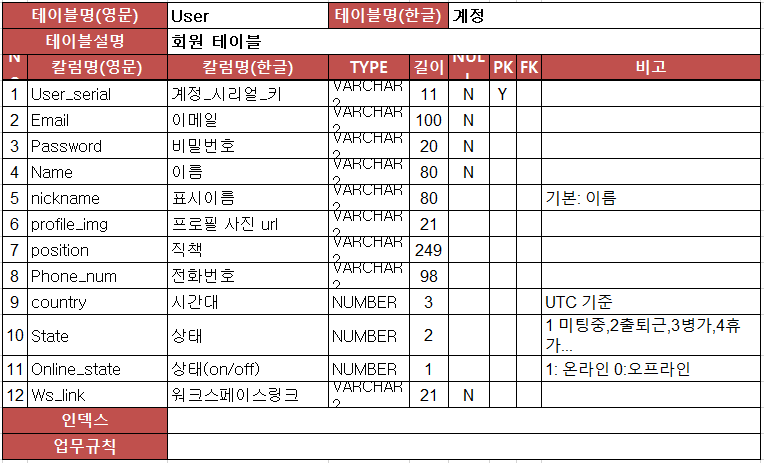 테이블명(영문) User 테이블명(한글) 계정
테이블설명 회원 테이블
칼럼명(영문) 칼럼명(한글) TYPE 길이 NULL PK FK 비고
1 User_serial 계정_시리얼_키 VARCHAR2 11 N Y
2 Email 이메일 VARCHAR2 100 N
3 Password 비밀번호 VARCHAR2 20 N
4 Name 이름 VARCHAR2 80 N
5 nickname 표시이름 VARCHAR2 80 기본: 이름
6 profile_img 프로필 사진 url VARCHAR2 21
7 position 직책 VARCHAR2 249
8 Phone_num 전화번호 VARCHAR2 98
9 country 시간대 NUMBER 3 UTC 기준
10 State 상태 NUMBER 2 1 미팅중,2출퇴근,3병가,4휴
가...
11 Online_state 상태(on/off) NUMBER 1 1: 온라인 0:오프라인
12 Ws_link 워크스페이스링크 VARCHAR2 21 N
인덱스
업무규칙